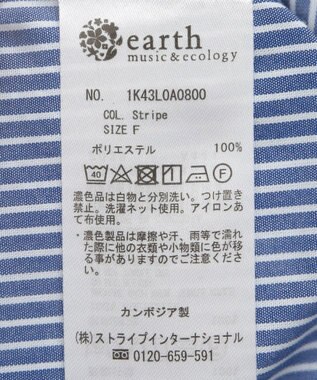 earth
music & ecology
NO. 1K43L0A0800
COL. Stripe
SIZE F
ポリエステル 100%
40
濃色品は白物と分別洗い。つけ置き
禁止。洗濯ネット使用。アイロンあ
て布使用。
・濃色製品は摩擦や汗、雨等で濡れ
た際に他の衣類や小物類に色が移
る事が有りますのでご注意下さい。
カンボジア製
(株)ストライプインターナショナル
0120-659-591